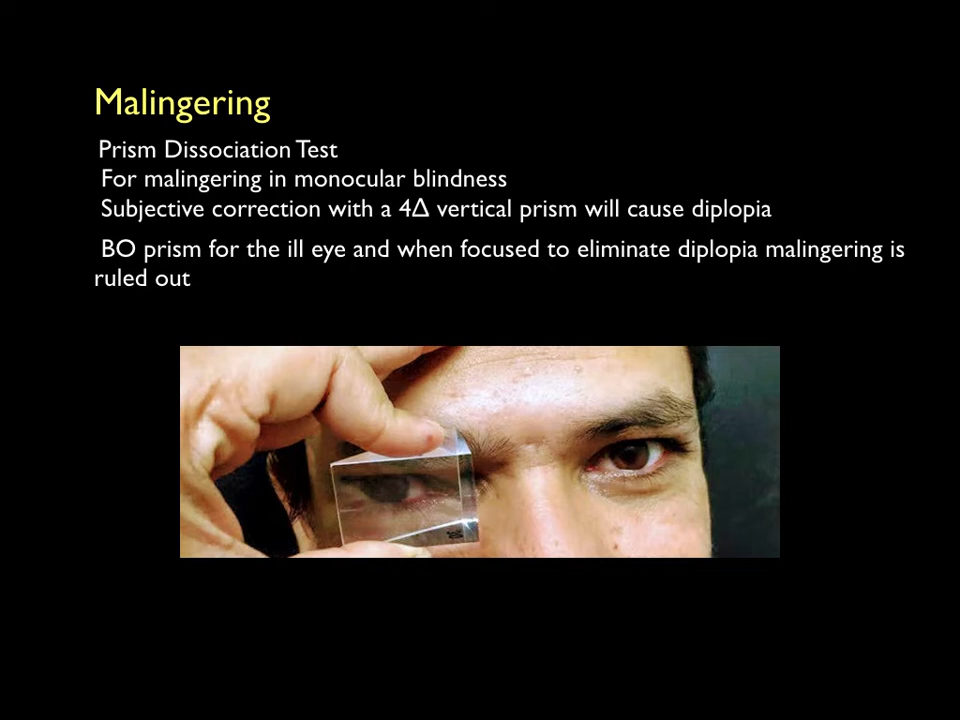 Malingering
Prism Dissociation Test
For malingering in monocular blindness
Subjective correction with a 4Δ vertical prism will cause diplopia
BO prism for the ill eye and when focused to eliminate diplopia malingering is
ruled out